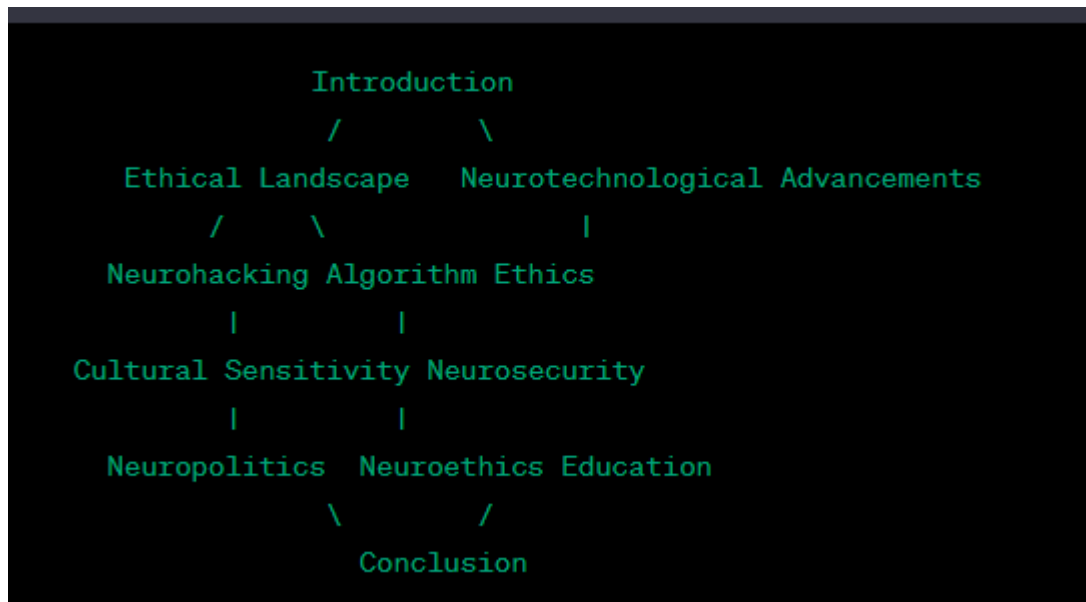 Introduction
/ \
Ethical Landscape Neurotechnological Advancements
/ \ |
Neurohacking Algorithm Ethics
| |
Cultural Sensitivity Neurosecurity
| |
Neuropolitics Neuroethics Education
\ /
Conclusion